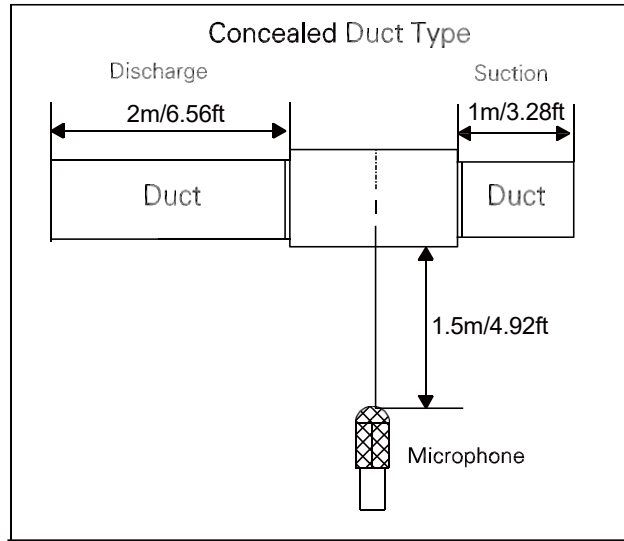 Concealed Duct Type
Discharge
Suction
2m/6.56ft
1m/3.28ft
Duct
Duct
1.5m/4.92ft
Microphone